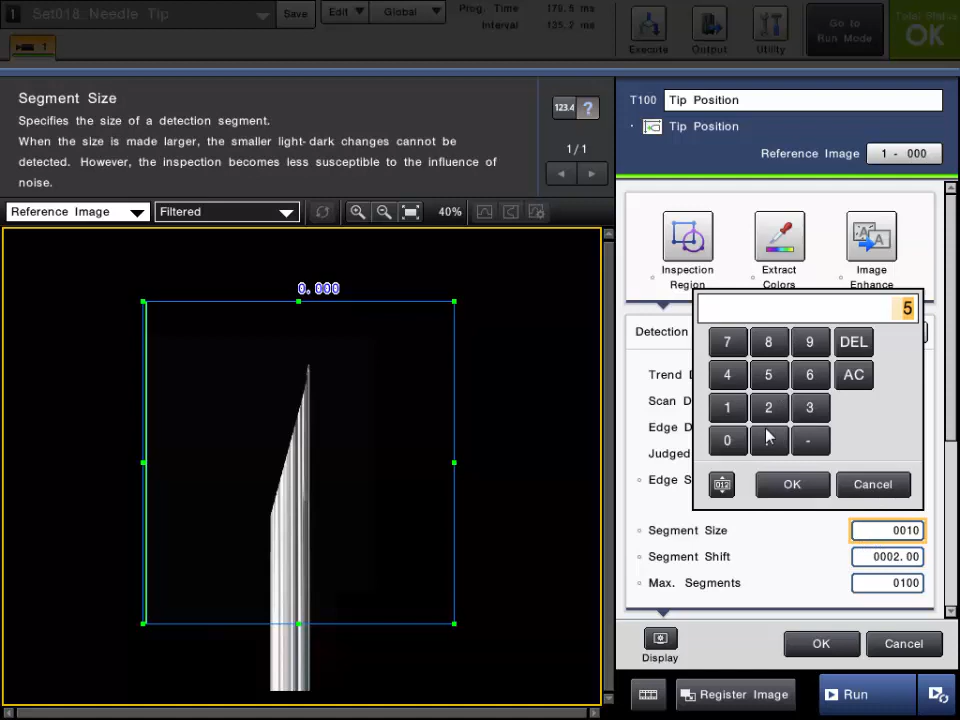 1 Sat018::Needle Tip
Save
Edit
Global
Prog. Time 178.5 ms
Interval 135.2 ms
Execute
Output
Utility
Go to
Run Mode
Total Status
OK
1
Segment Size
Specifies the size of a detection segment.
When the size is made larger, the smaller light-dark changes cannot be
detected. However, the inspection becomes less susceptible to the influence of
noise.
123.4
?
1/1
T100 Tip Position
Tip Position
Reference Image 1 - 000
Reference Image
Filtered
40%
Inspection
Region
Extract
Colors
Image
Enhance
0.000
5
7 8 9 DEL
4 5 6 AC
1 2 3
0 -
012
OK
Cancel
Detection
Trend D
Scan D
Edge D
Judged
Edge S
Segment Size 0010
Segment Shift 0002.00
Max. Segments 0100
Display
OK
Cancel
Register Image
Run